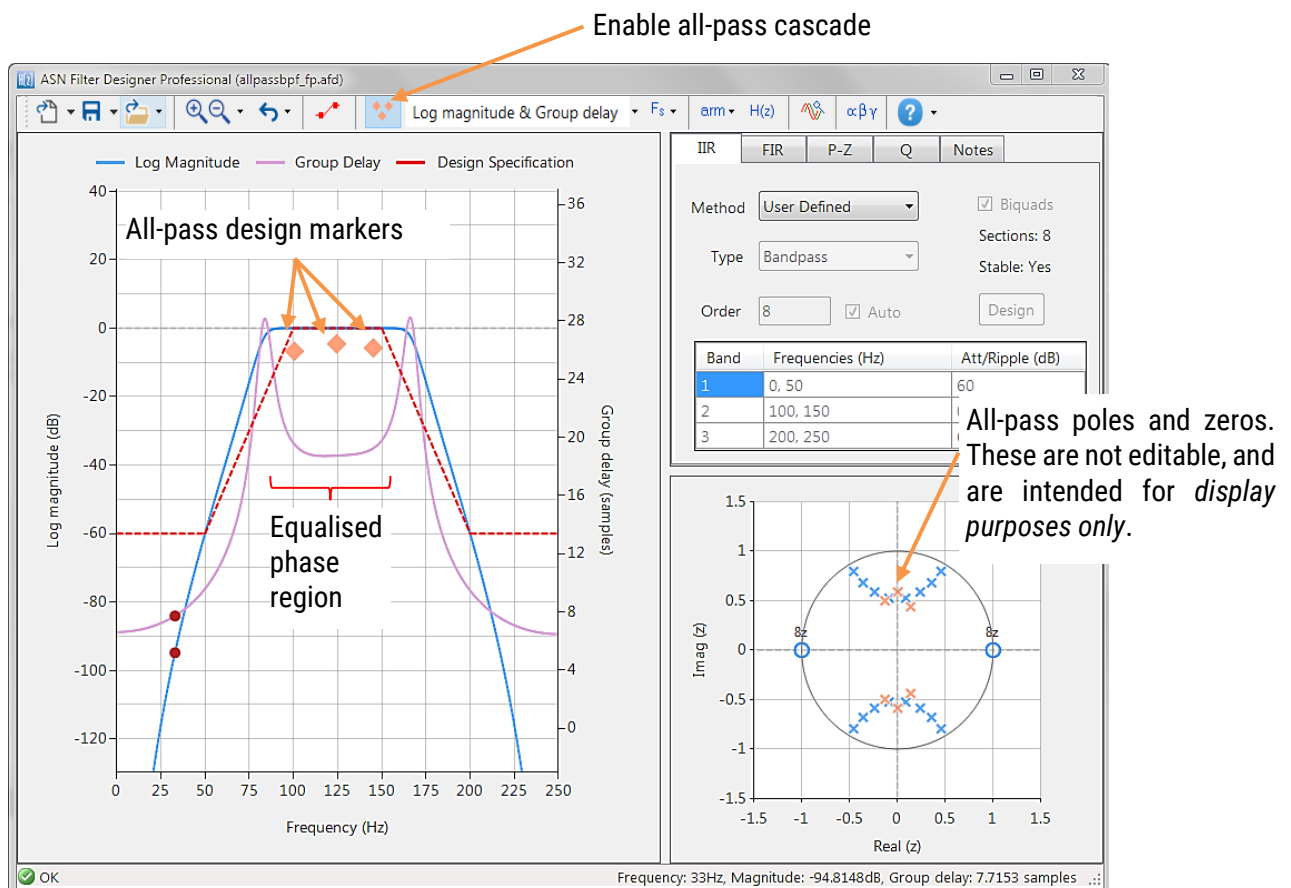 Enable all-pass cascade
ASN Filter Designer Professional (allpassbpf_fp.afd)
Log magnitude & Group delay
Fs
arm
H(z)
αβγ
?
Log Magnitude
Group Delay
Design Specification
All-pass design markers
40
20
0
-20
-40
-60
-80
-100
-120
Log magnitude (dB)
36
32
28
24
20
16
12
8
4
0
Group delay (samples)
Equalised
phase
region
0 25 50 75 100 125 150 175 200 225 250
Frequency (Hz)
IIR FIR P-Z Q Notes
Method User Defined
Biquads
Sections: 8
Type Bandpass
Stable: Yes
Order 8 Auto Design
Band Frequencies (Hz) Att/Ripple (dB)
1 0, 50 60
2 100, 150
3 200, 250
All-pass poles and zeros.
These are not editable, and
are intended for display
purposes only.
1.5
1
0.5
0
-0.5
-1
-1.5
Imag (z)
8z
8z
-1.5 -1 -0.5 0 0.5 1 1.5
Real (z)
OK
Frequency: 33Hz, Magnitude: -94.8148dB, Group delay: 7.7153 samples